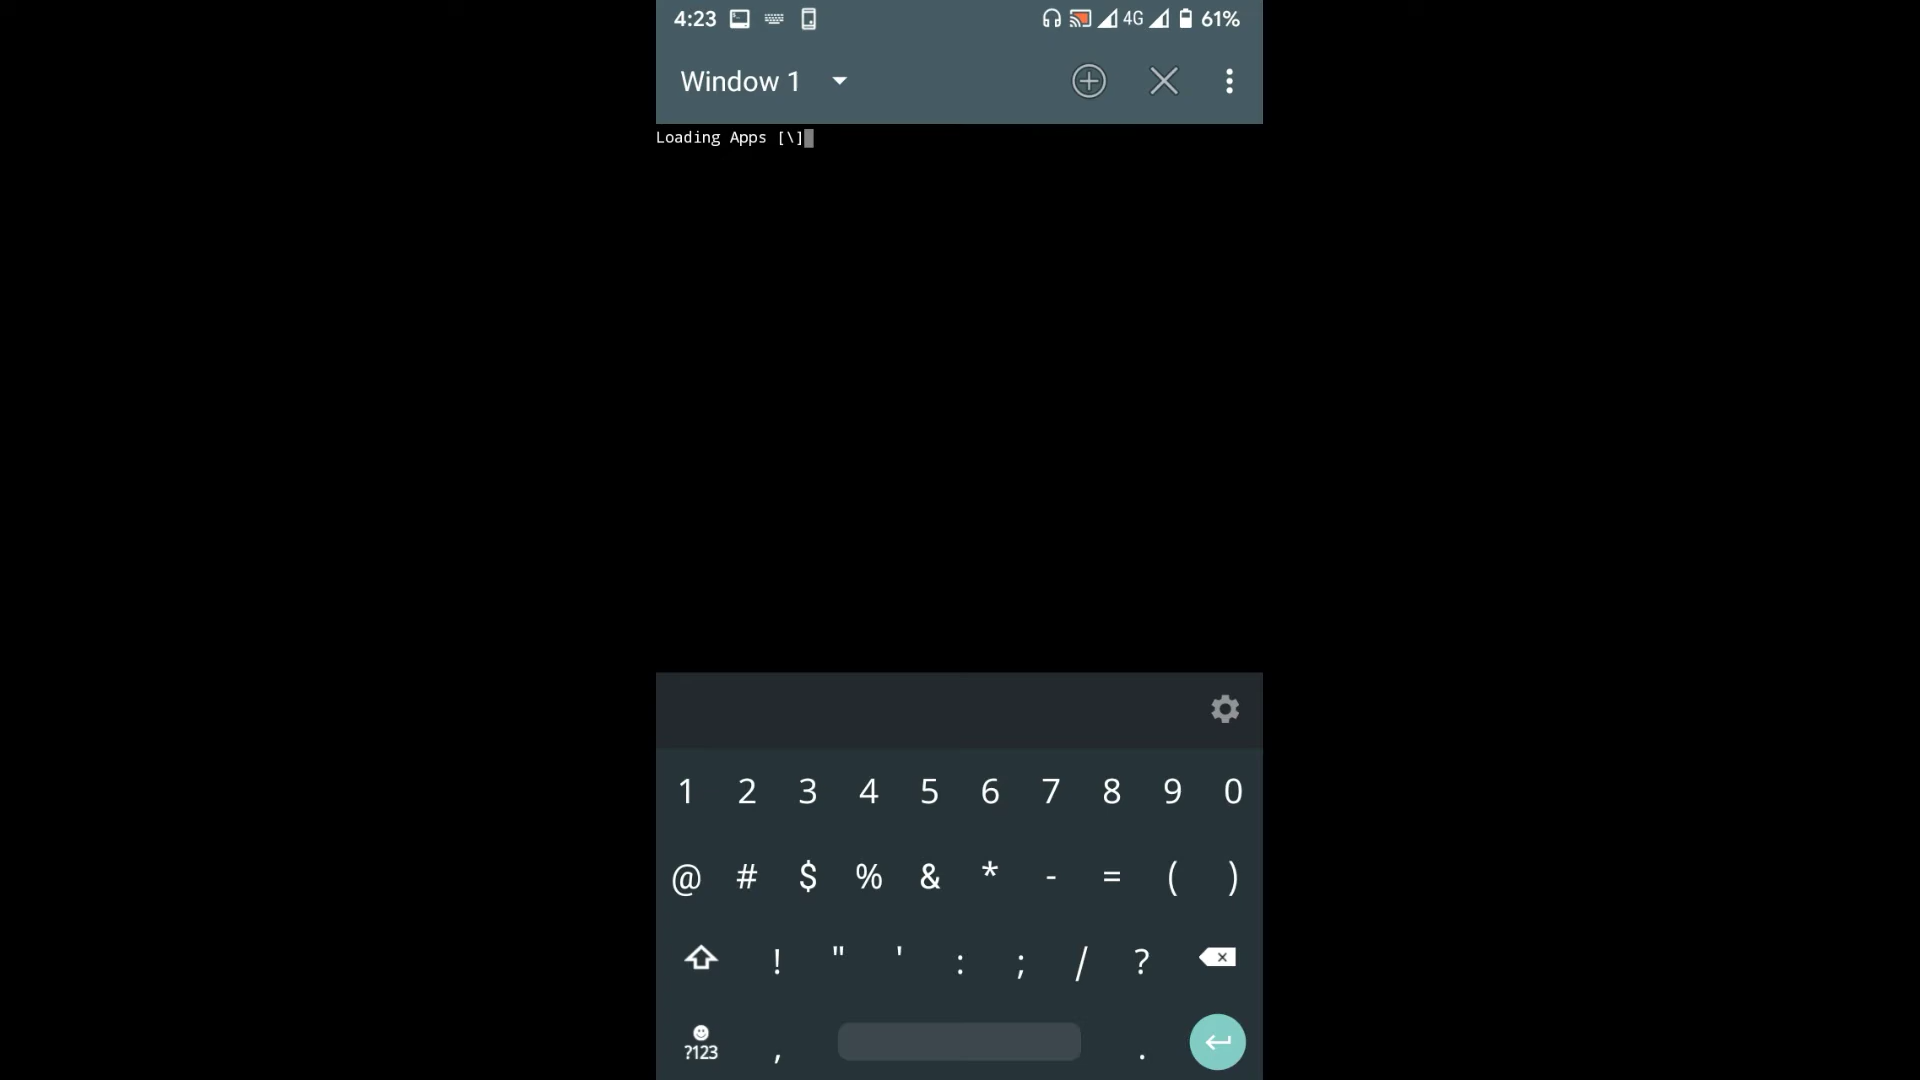 4:23 4G 61%
Window 1
Loading Apps [\]
1 2 3 4 5 6 7 8 9 0
@ # $ % & * - = ( )
! " ' : ; / ?
?123 , .